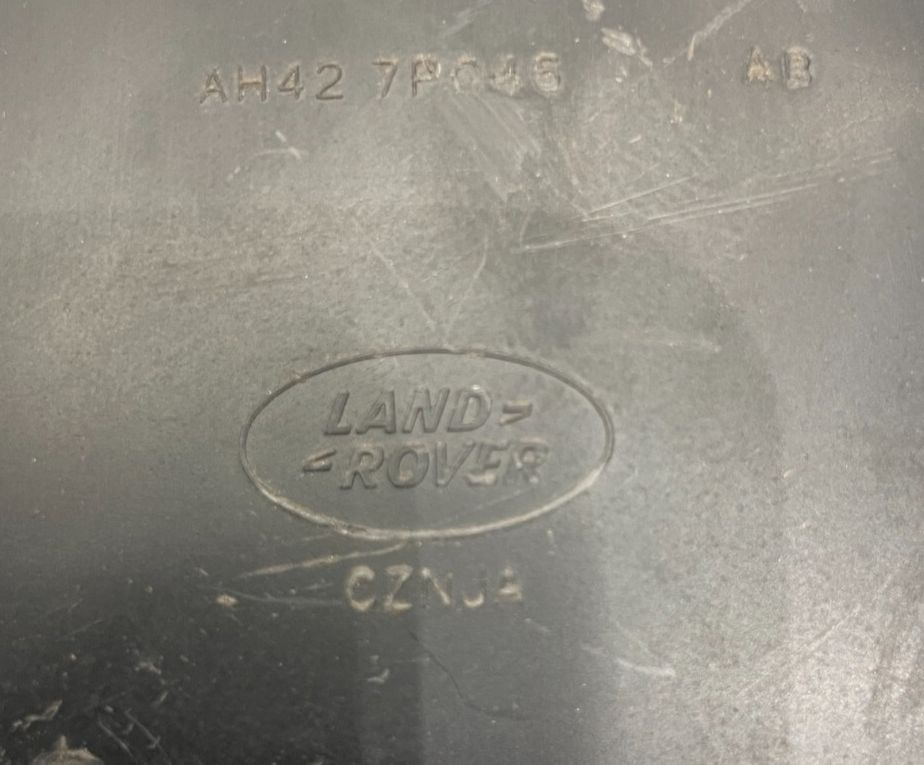 AH42 7P046 AB
LAND>
<ROVER
CZNJA